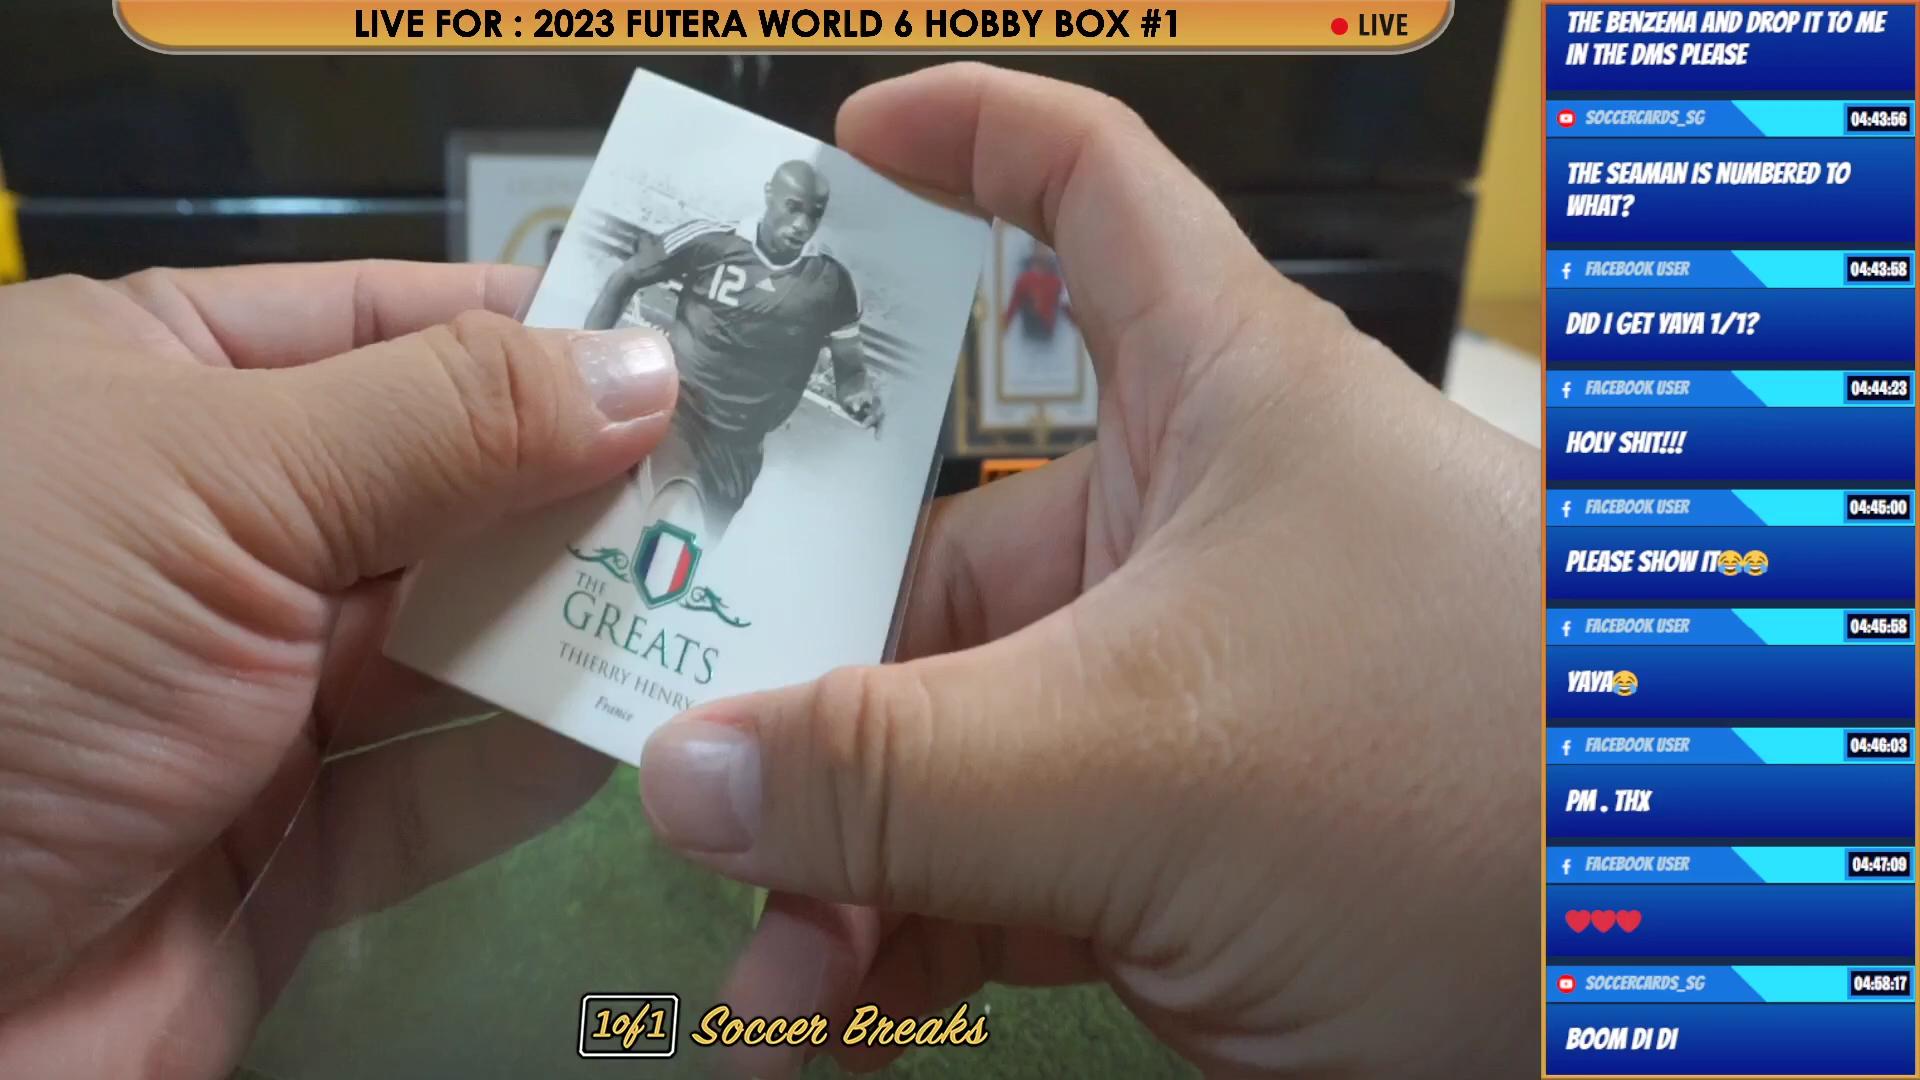 LIVE FOR : 2023 FUTERA WORLD 6 HOBBY BOX #1
LIVE
12
THE
GREATS
THIERRY HENRY
France
1of1 Soccer Breaks
THE BENZEMA AND DROP IT TO ME
IN THE DMS PLEASE
SOCCERCARDS_SG 04:43:56
THE SEAMAN IS NUMBERED TO
WHAT?
FACEBOOK USER 04:43:58
DID I GET YAYA 1/1?
FACEBOOK USER 04:44:23
HOLY SHIT!!!
FACEBOOK USER 04:45:00
PLEASE SHOW IT😂😂
FACEBOOK USER 04:45:58
YAYA😂
FACEBOOK USER 04:46:03
PM . THX
FACEBOOK USER 04:47:09
❤❤❤
SOCCERCARDS_SG 04:58:17
BOOM DI DI